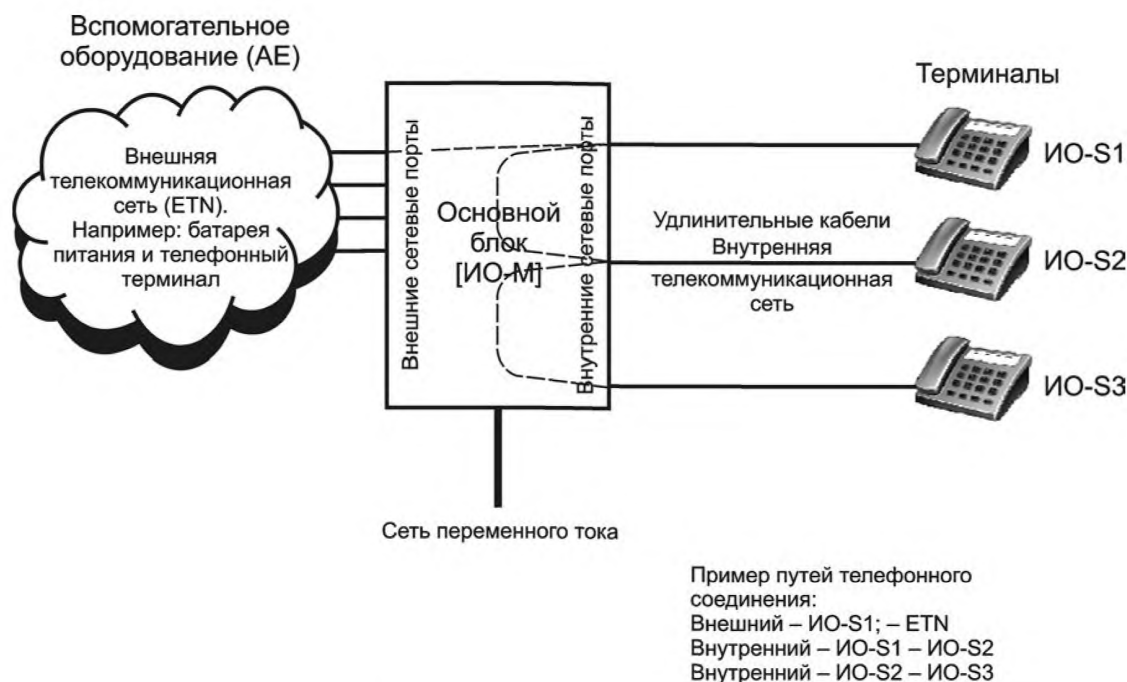 Вспомогательное
оборудование (AE)
Внешняя
телекоммуникационная
сеть (ETN).
Например: батарея
питания и телефонный
терминал
Внешние сетевые порты
Основной
блок
[ИО-М]
Внутренние сетевые порты
Удлинительные кабели
Внутренняя
телекоммуникационная
сеть
Терминалы
ИО-S1
ИО-S2
ИО-S3
Сеть переменного тока
Пример путей телефонного
соединения:
Внешний – ИО-S1; – ETN
Внутренний – ИО-S1 – ИО-S2
Внутренний – ИО-S2 – ИО-S3